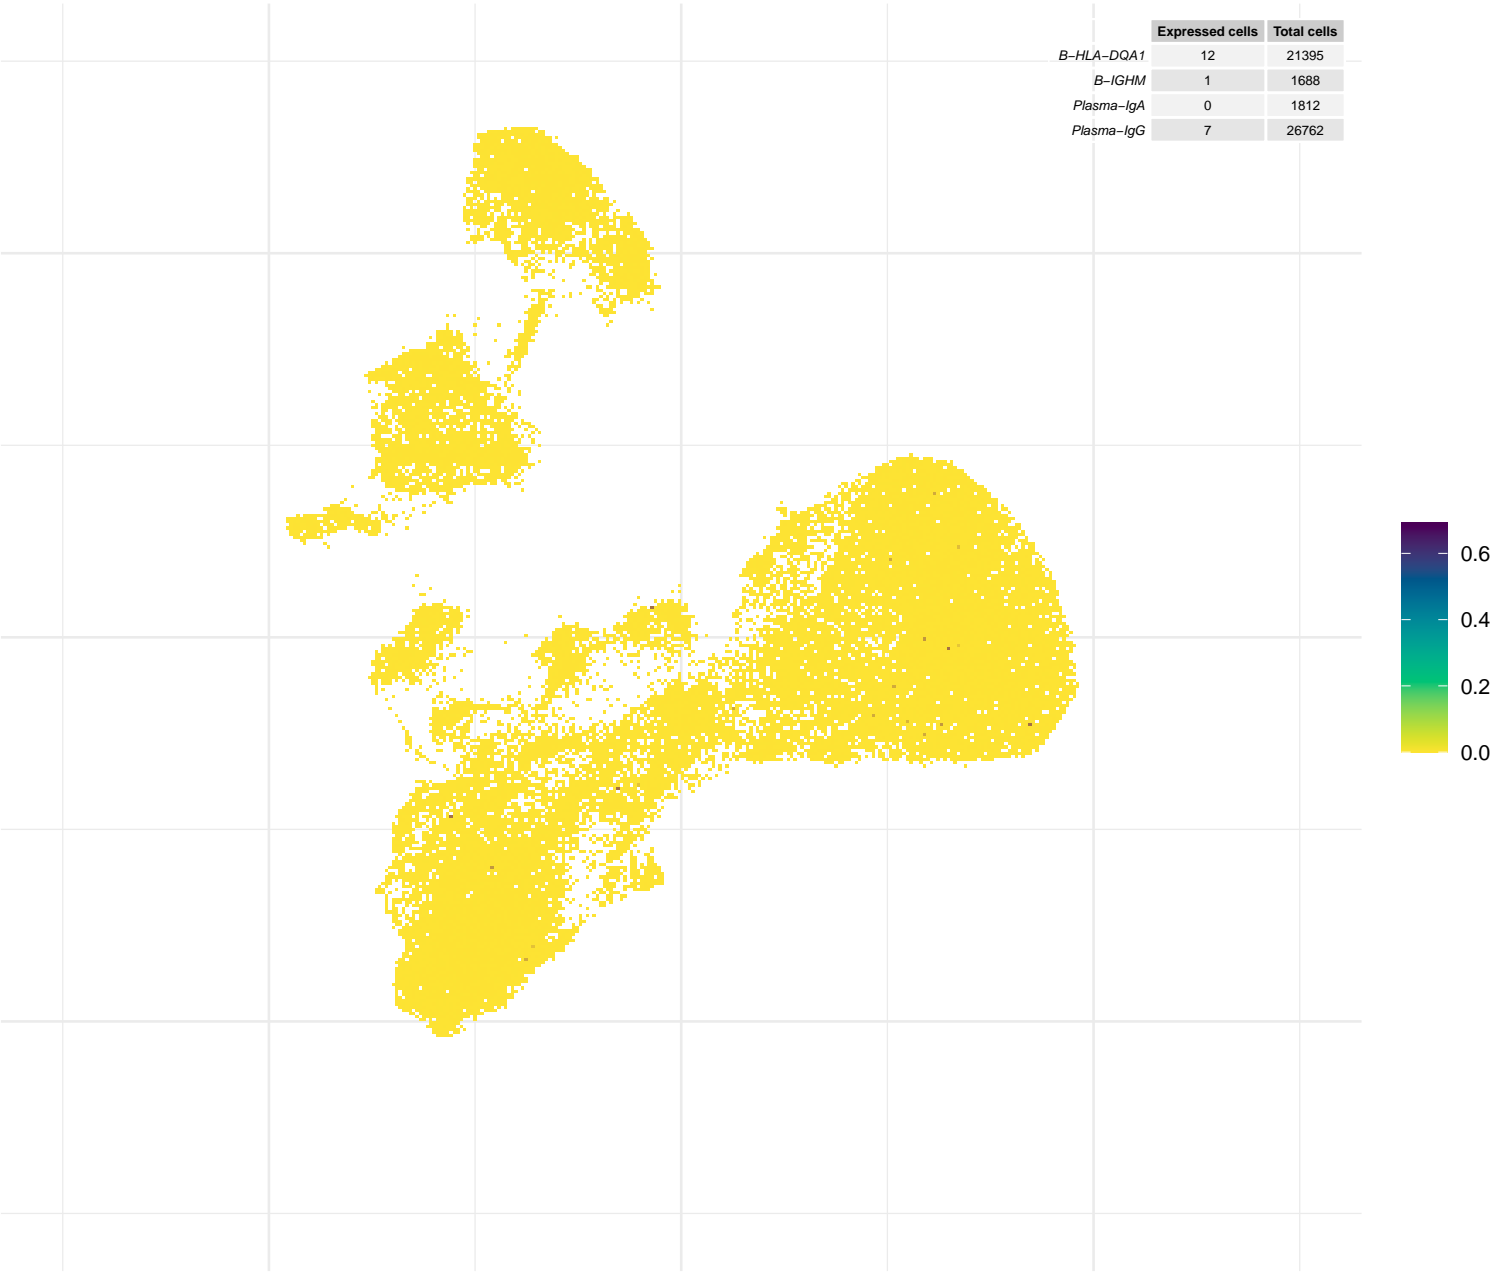 Expressed cells Total cells
B−HLA−DQA1 12 21395
B−IGHM 1 1688
Plasma−IgA 0 1812
Plasma−IgG 7 26762
0.6
0.4
0.2
0.0